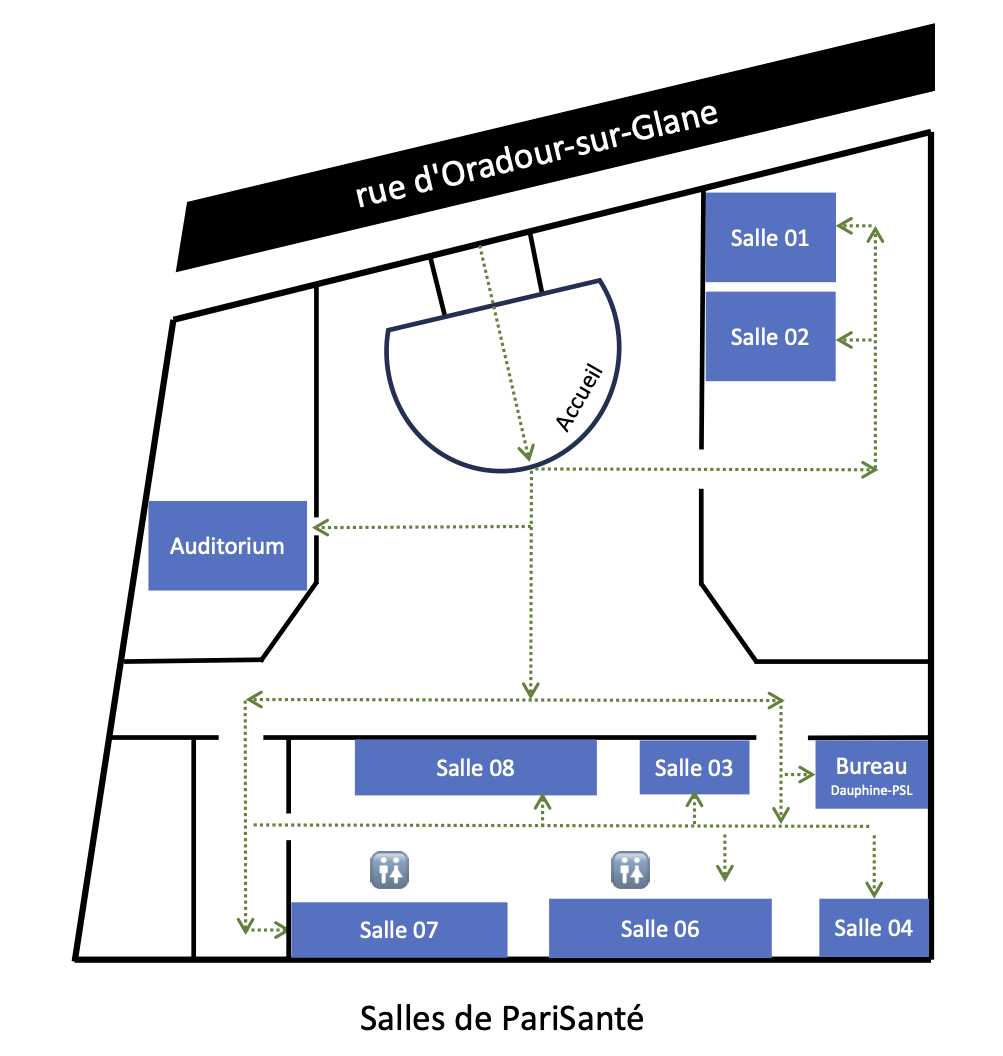 rue d'Oradour-sur-Glane
Salle 01
Salle 02
Accueil
Auditorium
Salle 08
Salle 03
Bureau
Dauphine-PSL
Salle 07
Salle 06
Salle 04
Salles de PariSanté